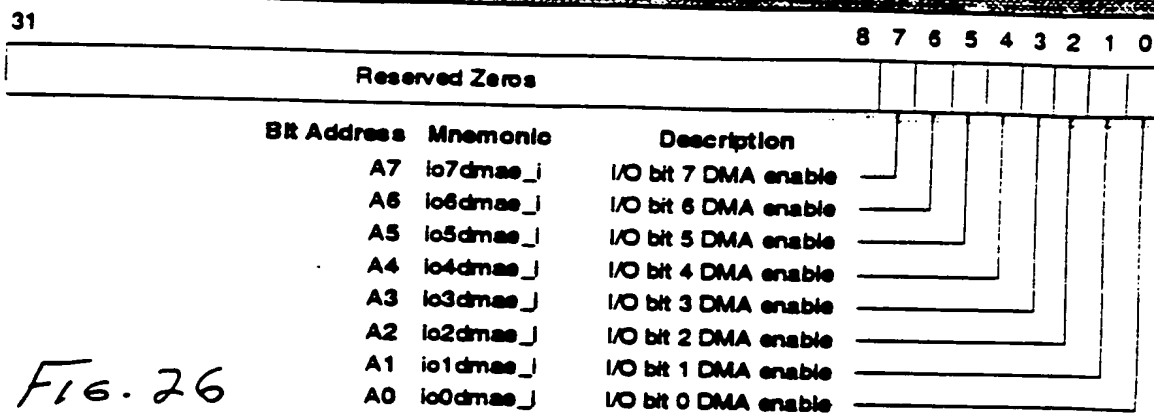 31 8 7 6 5 4 3 2 1 0
Reserved Zeros
Bit Address Mnemonic Description
A7 io7dmae_i I/O bit 7 DMA enable
A6 io6dmae_i I/O bit 6 DMA enable
A5 io5dmae_i I/O bit 5 DMA enable
A4 io4dmae_i I/O bit 4 DMA enable
A3 io3dmae_i I/O bit 3 DMA enable
A2 io2dmae_i I/O bit 2 DMA enable
A1 io1dmae_i I/O bit 1 DMA enable
A0 io0dmae_i I/O bit 0 DMA enable
FIG. 26